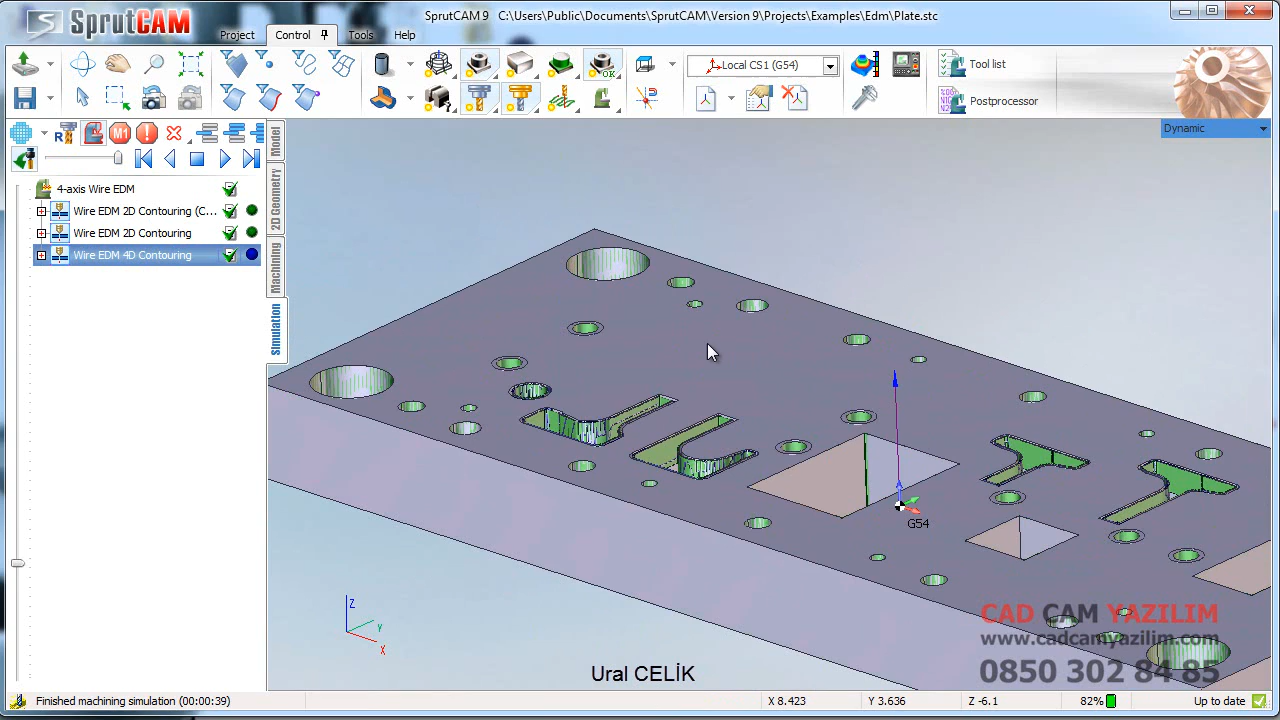 SprutCAM
SprutCAM 9 C:\Users\Public\Documents\SprutCAM\Version 9\Projects\Examples\Edm\Plate.stc
Project Control Tools Help
Local CS1 (G54)
Tool list
Postprocessor
Dynamic
Model
2D Geometry
Machining
Simulation
4-axis Wire EDM
Wire EDM 2D Contouring (C...
Wire EDM 2D Contouring
Wire EDM 4D Contouring
G54
Z
Y
X
CAD CAM YAZILIM
www.cadcamyazilim.com
0850 302 84 85
Ural CELİK
Finished machining simulation (00:00:39)
X 8.423
Y 3.636
Z -6.1
82%
Up to date